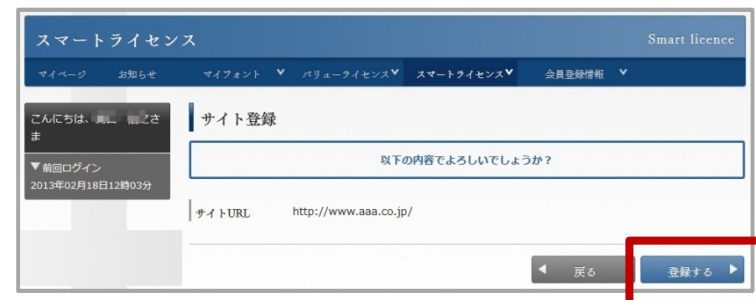 スマートライセンス
Smart licence
マイページ お知らせ マイフォント バリューライセンス スマートライセンス 会員登録情報
こんにちは、
さ
ま
サイト登録
以下の内容でよろしいでしょうか？
▼前回ログイン
2013年02月18日12時03分
サイトURL http://www.aaa.co.jp/
戻る
登録する